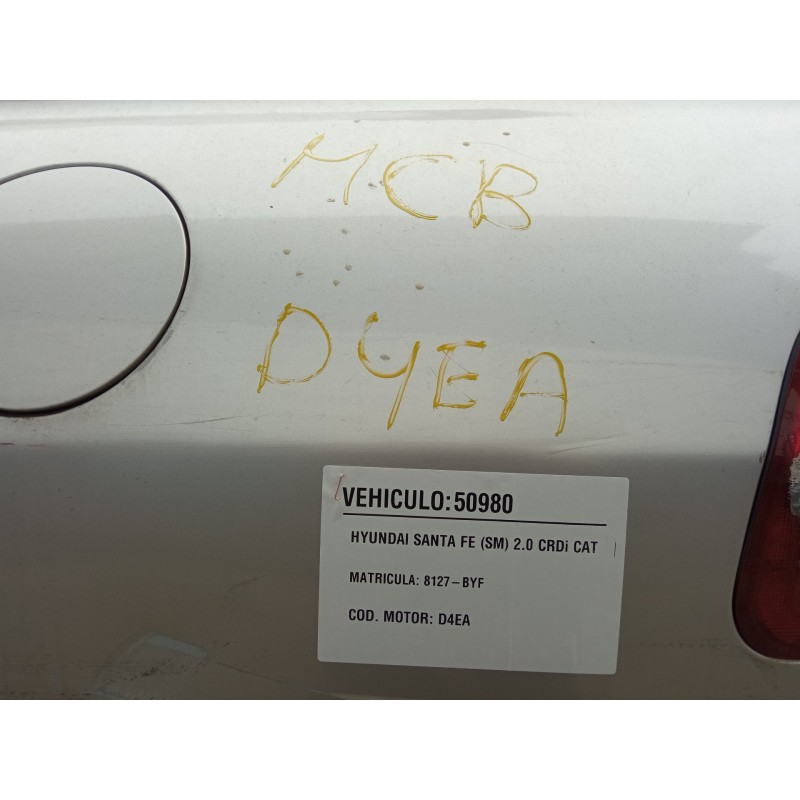 MCB
D4EA
VEHICULO:50980
HYUNDAI SANTA FE (SM) 2.0 CRDi CAT
MATRICULA: 8127-BYF
COD. MOTOR: D4EA